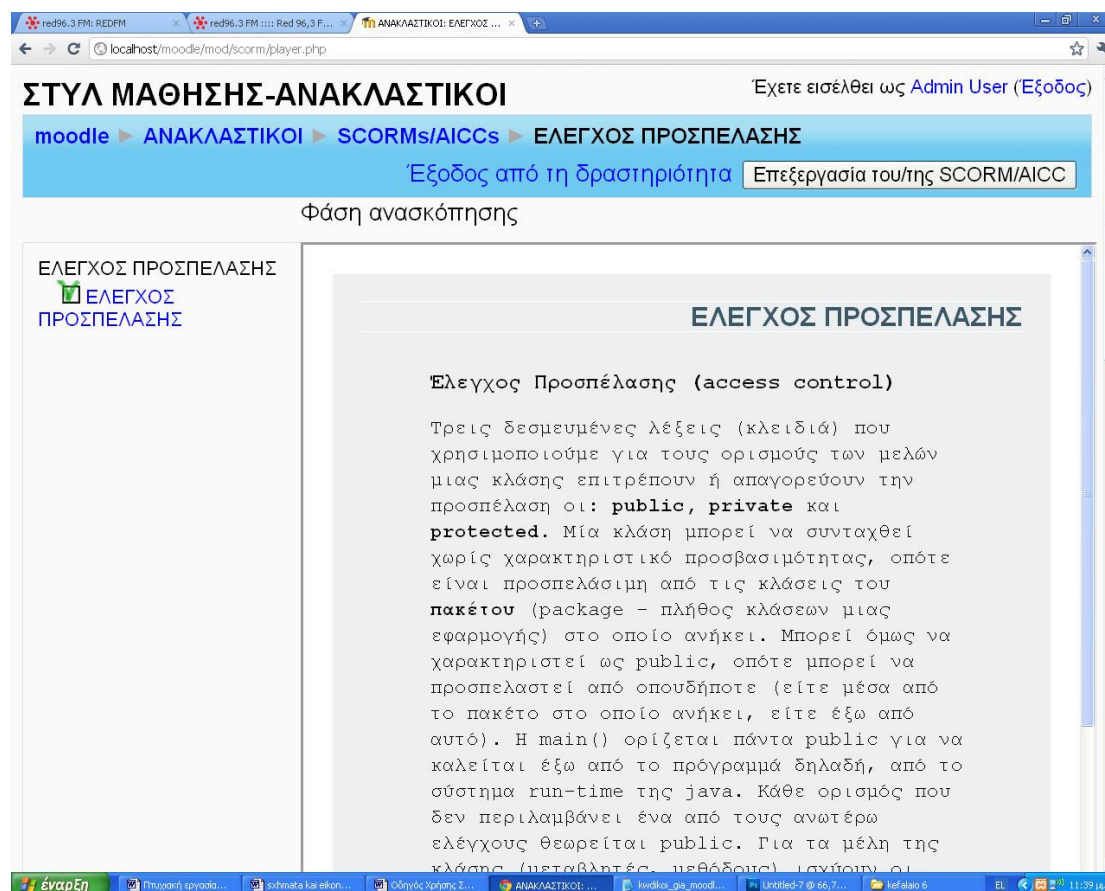 red96.3 FM: REDFM
red96.3 FM :::: Red 96,3 F...
ΑΝΑΚΛΑΣΤΙΚΟΙ: ΕΛΕΓΧΟΣ ...
localhost/moodle/mod/scorm/player.php
ΣΤΥΛ ΜΑΘΗΣΗΣ-ΑΝΑΚΛΑΣΤΙΚΟΙ
Έχετε εισέλθει ως Admin User (Έξοδος)
moodle ► ΑΝΑΚΛΑΣΤΙΚΟΙ ► SCORMs/AICCs ► ΕΛΕΓΧΟΣ ΠΡΟΣΠΕΛΑΣΗΣ
Έξοδος από τη δραστηριότητα
Επεξεργασία του/της SCORM/AICC
Φάση ανασκόπησης
ΕΛΕΓΧΟΣ ΠΡΟΣΠΕΛΑΣΗΣ
ΕΛΕΓΧΟΣ
ΠΡΟΣΠΕΛΑΣΗΣ
ΕΛΕΓΧΟΣ ΠΡΟΣΠΕΛΑΣΗΣ
Έλεγχος Προσπέλασης (access control)
Τρεις δεσμευμένες λέξεις (κλειδιά) που
χρησιμοποιούμε για τους ορισμούς των μελών
μιας κλάσης επιτρέπουν ή απαγορεύουν την
προσπέλαση οι: public, private και
protected. Μία κλάση μπορεί να συνταχθεί
χωρίς χαρακτηριστικό προσβασιμότητας, οπότε
είναι προσπελάσιμη από τις κλάσεις του
πακέτου (package - πλήθος κλάσεων μιας
εφαρμογής) στο οποίο ανήκει. Μπορεί όμως να
χαρακτηριστεί ως public, οπότε μπορεί να
προσπελαστεί από οπουδήποτε (είτε μέσα από
το πακέτο στο οποίο ανήκει, είτε έξω από
αυτό). Η main() ορίζεται πάντα public για να
καλείται έξω από το πρόγραμμά δηλαδή, από το
σύστημα run-time της java. Κάθε ορισμός που
δεν περιλαμβάνει ένα από τους ανωτέρω
ελέγχους θεωρείται public. Για τα μέλη της
κλάσης (μεταβλητές, μεθόδους) ισχύουν οι
έναρξη
Πτυχιακή εργασία...
sxhmata kai eikon...
Οδηγός Χρήσης Σ...
ΑΝΑΚΛΑΣΤΙΚΟΙ: ...
kwdikoi_gia_mood...
Untitled-7 @ 66,7...
kefalaio 6
EL
11:39 μμ